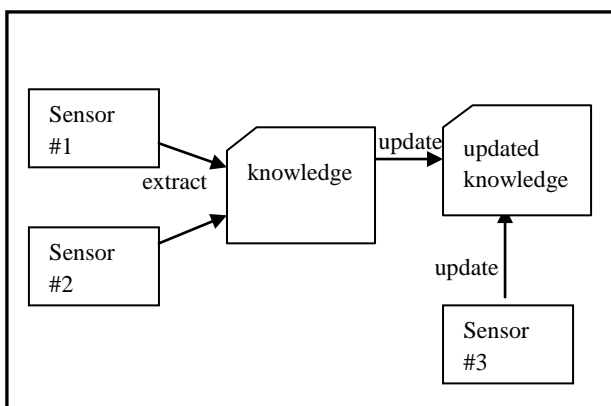 Sensor
#1
extract
Sensor
#2
knowledge
update
updated
knowledge
update
Sensor
#3